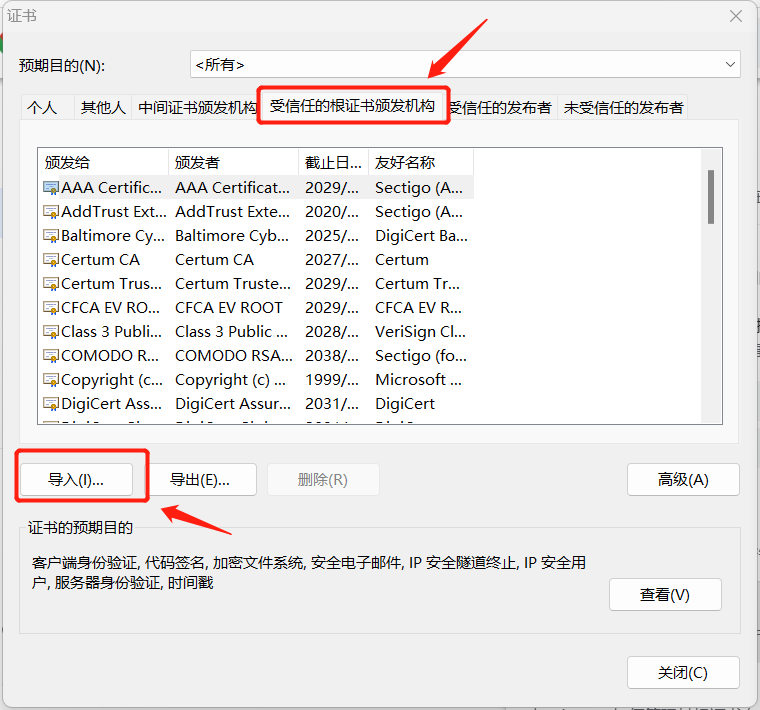 证书
预期目的(N):
<所有>
个人 其他人 中间证书颁发机构 受信任的根证书颁发机构 受信任的发布者 未受信任的发布者
颁发给 颁发者 截止日... 友好名称
AAA Certific... AAA Certificat... 2029/... Sectigo (A...
AddTrust Ext... AddTrust Exte... 2020/... Sectigo (A...
Baltimore Cy... Baltimore Cyb... 2025/... DigiCert Ba...
Certum CA Certum CA 2027/... Certum
Certum Trus... Certum Truste... 2029/... Certum Tr...
CFCA EV RO... CFCA EV ROOT 2029/... CFCA EV R...
Class 3 Publi... Class 3 Public ... 2028/... VeriSign Cl...
COMODO R... COMODO RSA... 2038/... Sectigo (fo...
Copyright (c... Copyright (c) ... 1999/... Microsoft ...
DigiCert Ass... DigiCert Assur... 2031/... DigiCert
导入(I)... 导出(E)... 删除(R) 高级(A)
证书的预期目的
客户端身份验证, 代码签名, 加密文件系统, 安全电子邮件, IP 安全隧道终止, IP 安全用
户, 服务器身份验证, 时间戳
查看(V)
关闭(C)